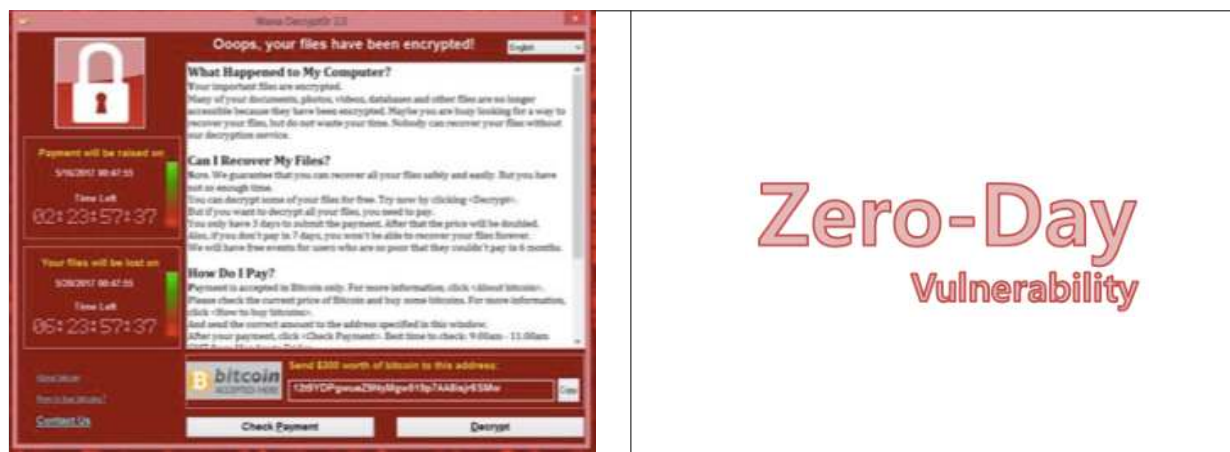 Wana Decrypt0r 2.0
Ooops, your files have been encrypted!
English
What Happened to My Computer?
Your important files are encrypted.
Many of your documents, photos, videos, databases and other files are no longer
accessible because they have been encrypted. Maybe you are busy looking for a way to
recover your files, but do not waste your time. Nobody can recover your files without
our decryption service.
Can I Recover My Files?
Sure. We guarantee that you can recover all your files safely and easily. But you have
not so enough time.
You can decrypt some of your files for free. Try now by clicking <Decrypt>.
But if you want to decrypt all your files, you need to pay.
You only have 3 days to submit the payment. After that the price will be doubled.
Also, if you don't pay in 7 days, you won't be able to recover your files forever.
We will have free events for users who are so poor that they couldn't pay in 6 months.
How Do I Pay?
Payment is accepted in Bitcoin only. For more information, click <About bitcoin>.
Please check the current price of Bitcoin and buy some bitcoins. For more information,
click <How to buy bitcoins>.
And send the correct amount to the address specified in this window.
After your payment, click <Check Payment>. Best time to check: 9:00am - 11:00am
Payment will be raised on
5/16/2017 00:47:55
Time Left
02:23:57:37
Your files will be lost on
5/20/2017 00:47:55
Time Left
06:23:57:37
About bitcoin
How to buy bitcoins?
Contact Us
bitcoin
ACCEPTED HERE
Send $300 worth of bitcoin to this address:
Copy
Check Payment
Decrypt
Zero-Day
Vulnerability